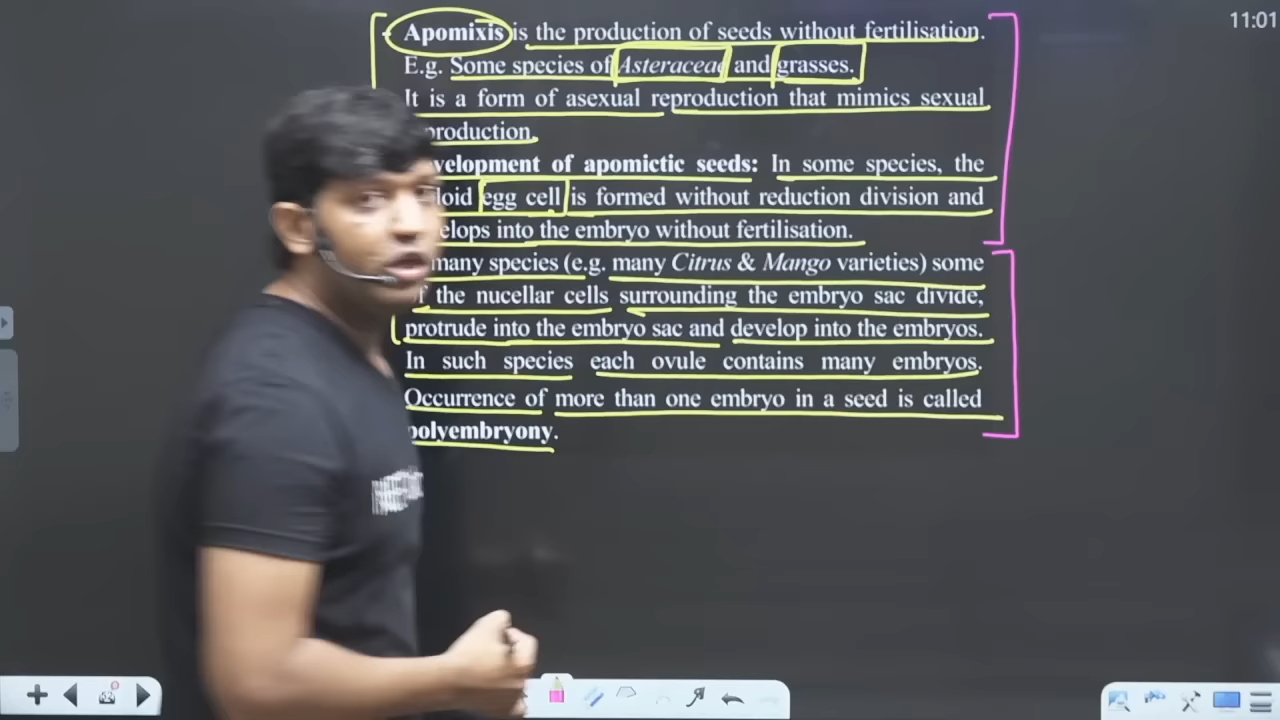 11:01
Apomixis is the production of seeds without fertilisation.
E.g. Some species of Asteraceae and grasses.
It is a form of asexual reproduction that mimics sexual
production.
velopment of apomictic seeds: In some species, the
loid egg cell is formed without reduction division and
elops into the embryo without fertilisation.
many species (e.g. many Citrus & Mango varieties) some
f the nucellar cells surrounding the embryo sac divide,
protrude into the embryo sac and develop into the embryos.
In such species each ovule contains many embryos.
Occurrence of more than one embryo in a seed is called
polyembryony.